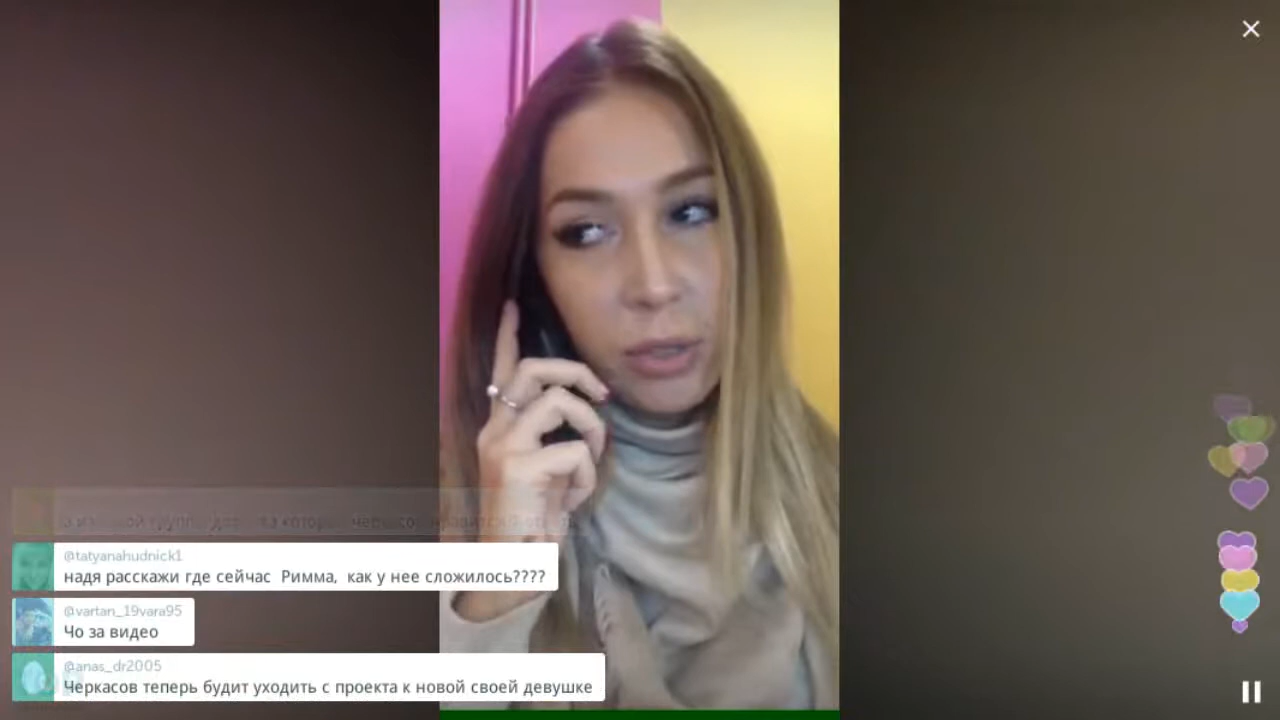 @tatyanahudnick1
надя расскажи где сейчас Римма, как у нее сложилось????
@vartan_19vara95
Чо за видео
@anas_dr2005
Черкасов теперь будит уходить с проекта к новой своей девушке